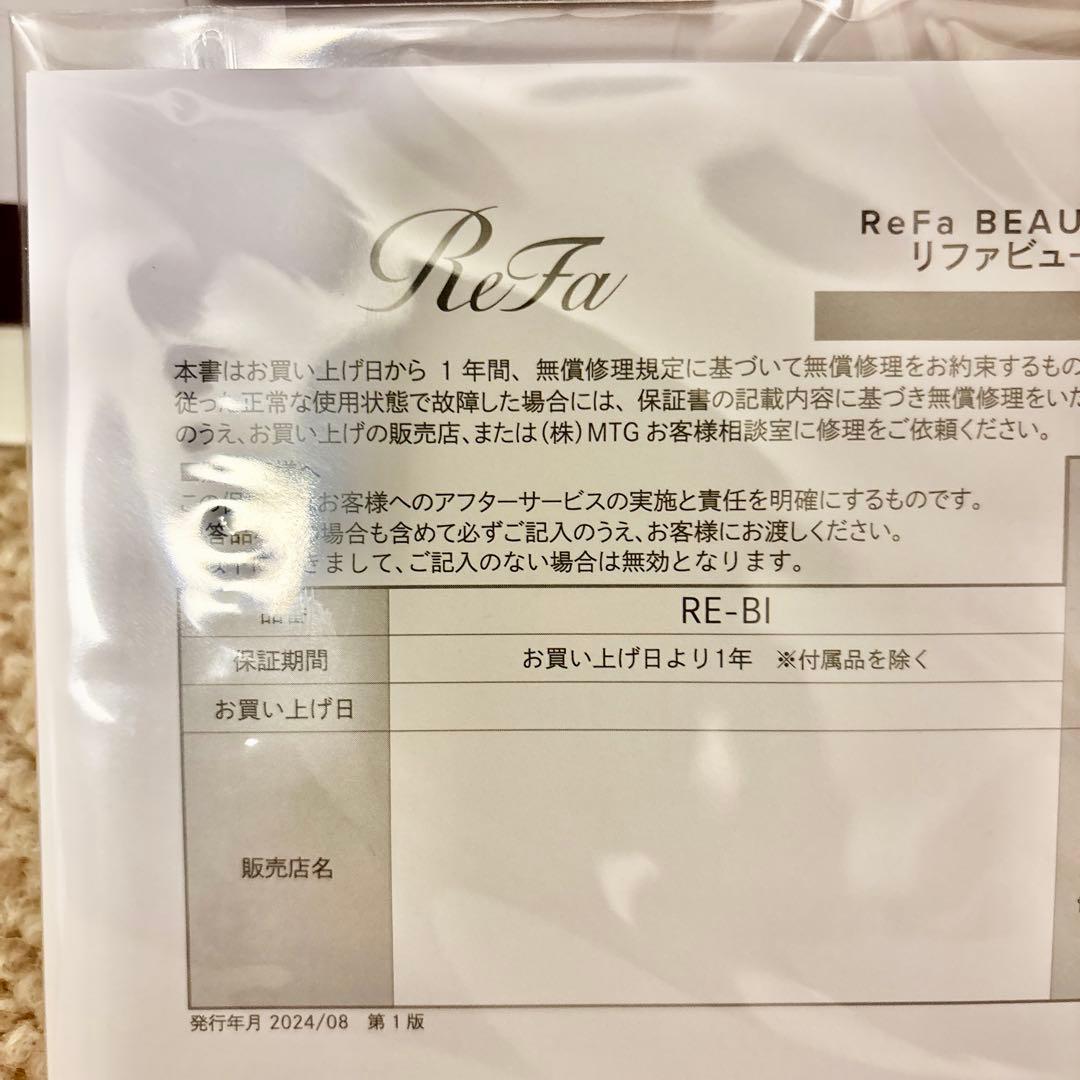 ReFa
ReFa BEAU
リファビュー
本書はお買い上げ日から 1 年間、無償修理規定に基づいて無償修理をお約束するもの
従った正常な使用状態で故障した場合には、保証書の記載内容に基づき無償修理をいた
のうえ、お買い上げの販売店、または(株)MTG お客様相談室に修理をご依頼ください。
様へ
この保 お客様へのアフターサービスの実施と責任を明確にするものです。
答品 場合も含めて必ずご記入のうえ、お客様にお渡しください。
きまして、ご記入のない場合は無効となります。
品番 RE-BI
保証期間 お買い上げ日より1年 ※付属品を除く
お買い上げ日
販売店名
発行年月 2024/08 第 1 版